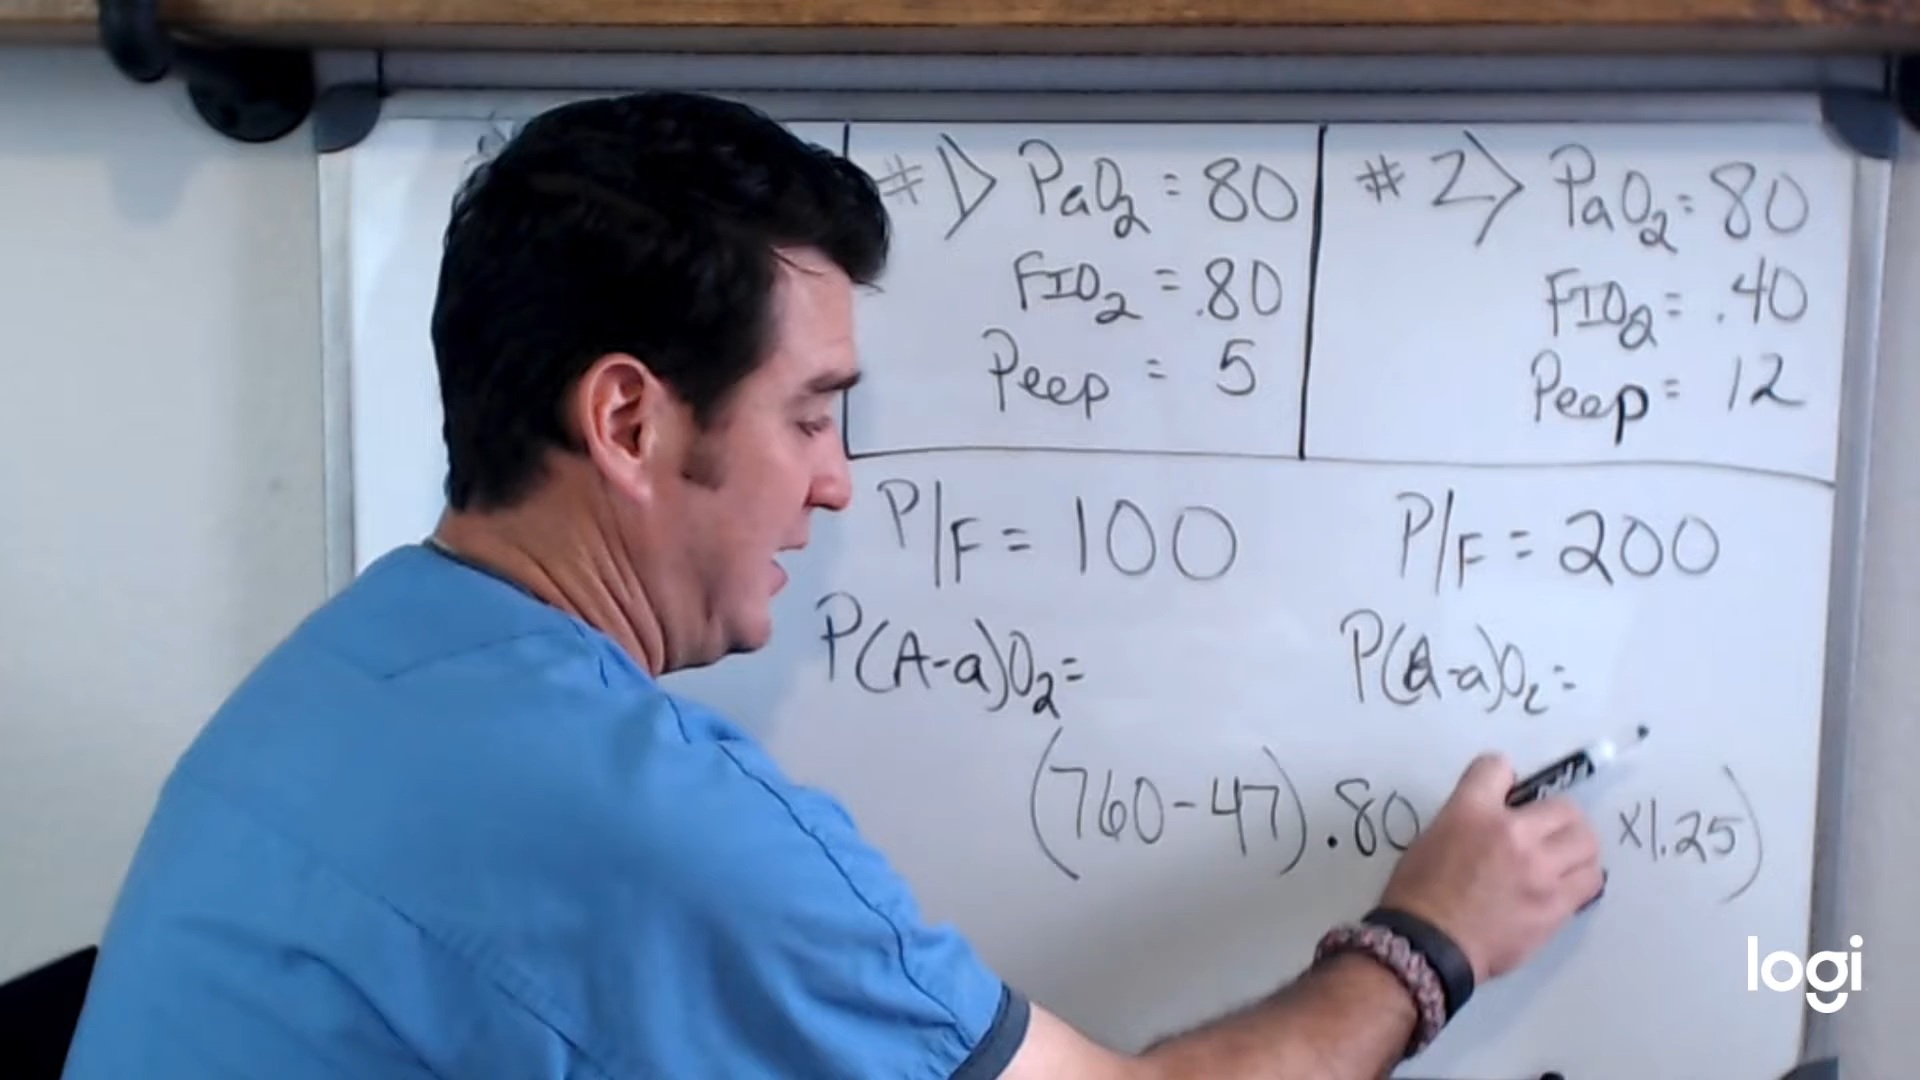 #1> PaO2 = 80
FIO2 = .80
Peep = 5
#2> PaO2 = 80
FIO2 = .40
Peep = 12
P/F = 100
P/F = 200
P(A-a)O2 =
P(A-a)O2 =
(760-47).80 x1.25)
logi